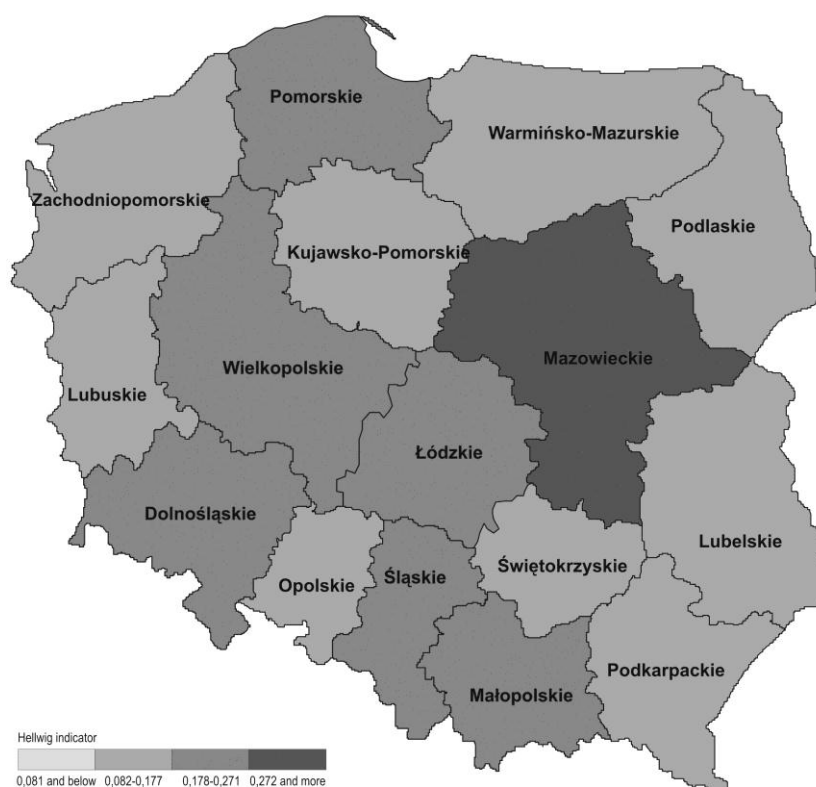 Pomorskie
Warmińsko-Mazurskie
Zachodniopomorskie
Podlaskie
Kujawsko-Pomorskie
Mazowieckie
Wielkopolskie
Lubuskie
Łódzkie
Dolnośląskie
Lubelskie
Świętokrzyskie
Opolskie
Śląskie
Podkarpackie
Małopolskie
Hellwig indicator
0,081 and below 0,082-0,177 0,178-0,271 0,272 and more